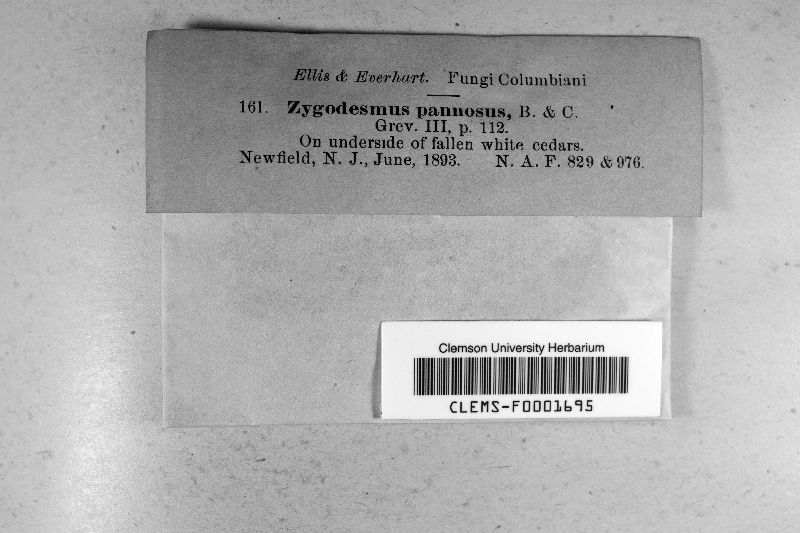 Ellis & Everhart. Fungi Columbiani
161. Zygodesmus pannosus, B. & C.
Grev. III, p. 112.
On underside of fallen white cedars.
Newfield, N. J., June, 1893. N. A. F. 829 & 976.
Clemson University Herbarium
CLEMS-F0001695